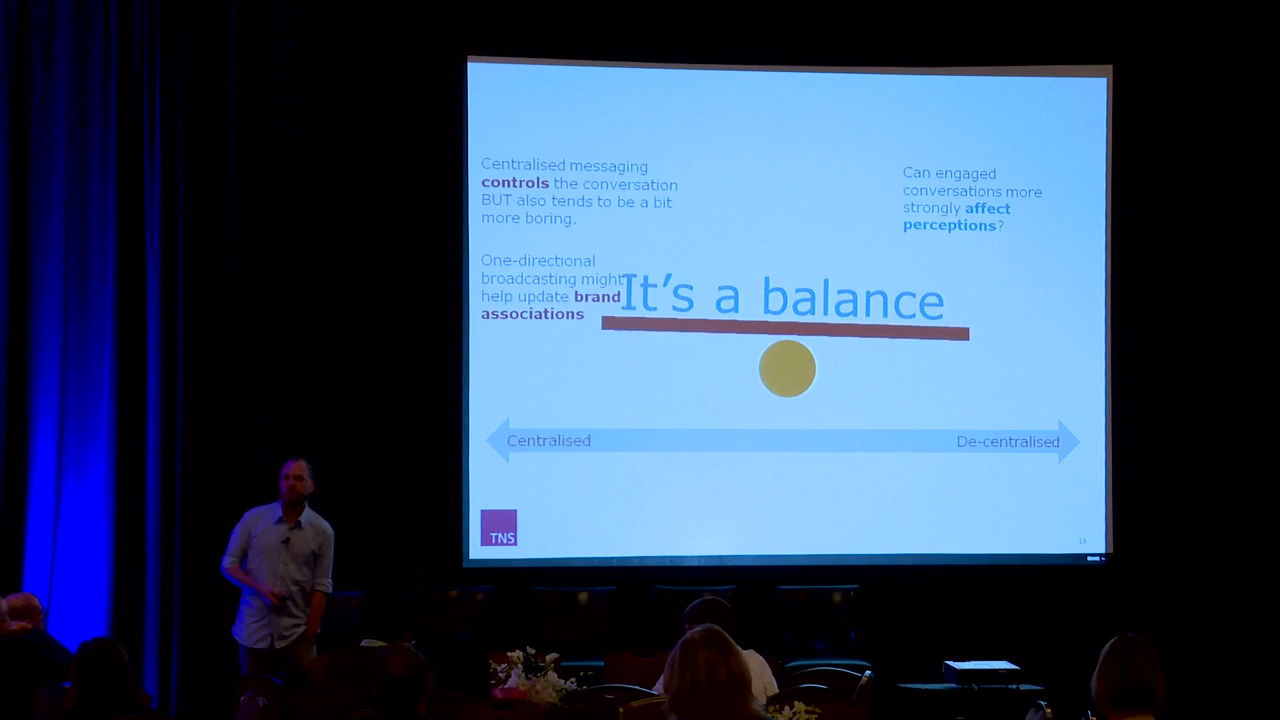 Centralised messaging
controls the conversation
BUT also tends to be a bit
more boring.
One-directional
broadcasting might
help update brand
associations
Can engaged
conversations more
strongly affect
perceptions?
It's a balance
Centralised
De-centralised
TNS
16